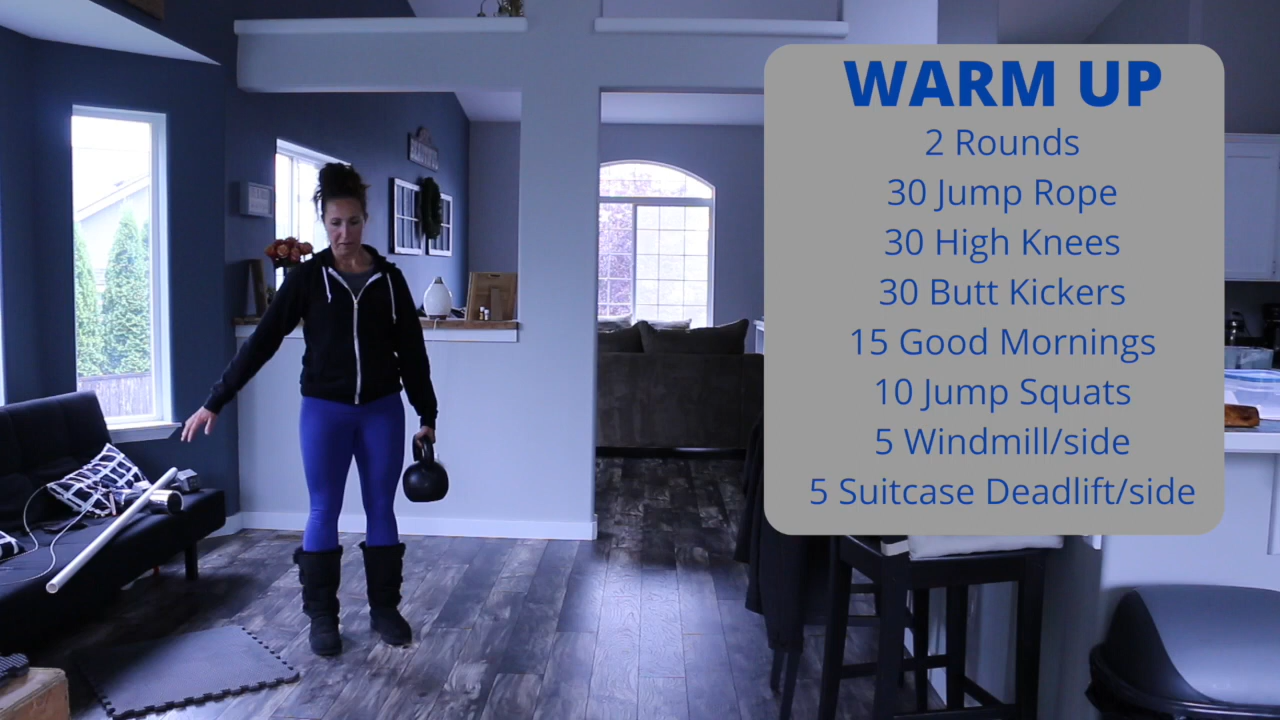 WARM UP
2 Rounds
30 Jump Rope
30 High Knees
30 Butt Kickers
15 Good Mornings
10 Jump Squats
5 Windmill/side
5 Suitcase Deadlift/side